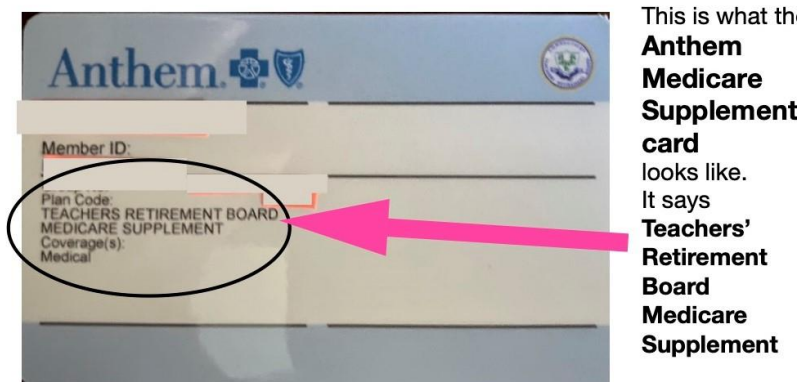 Anthem.
Member ID:
Plan Code:
TEACHERS RETIREMENT BOARD
MEDICARE SUPPLEMENT
Coverage(s):
Medical
This is what the
Anthem
Medicare
Supplement
card
looks like.
It says
Teachers’
Retirement
Board
Medicare
Supplement